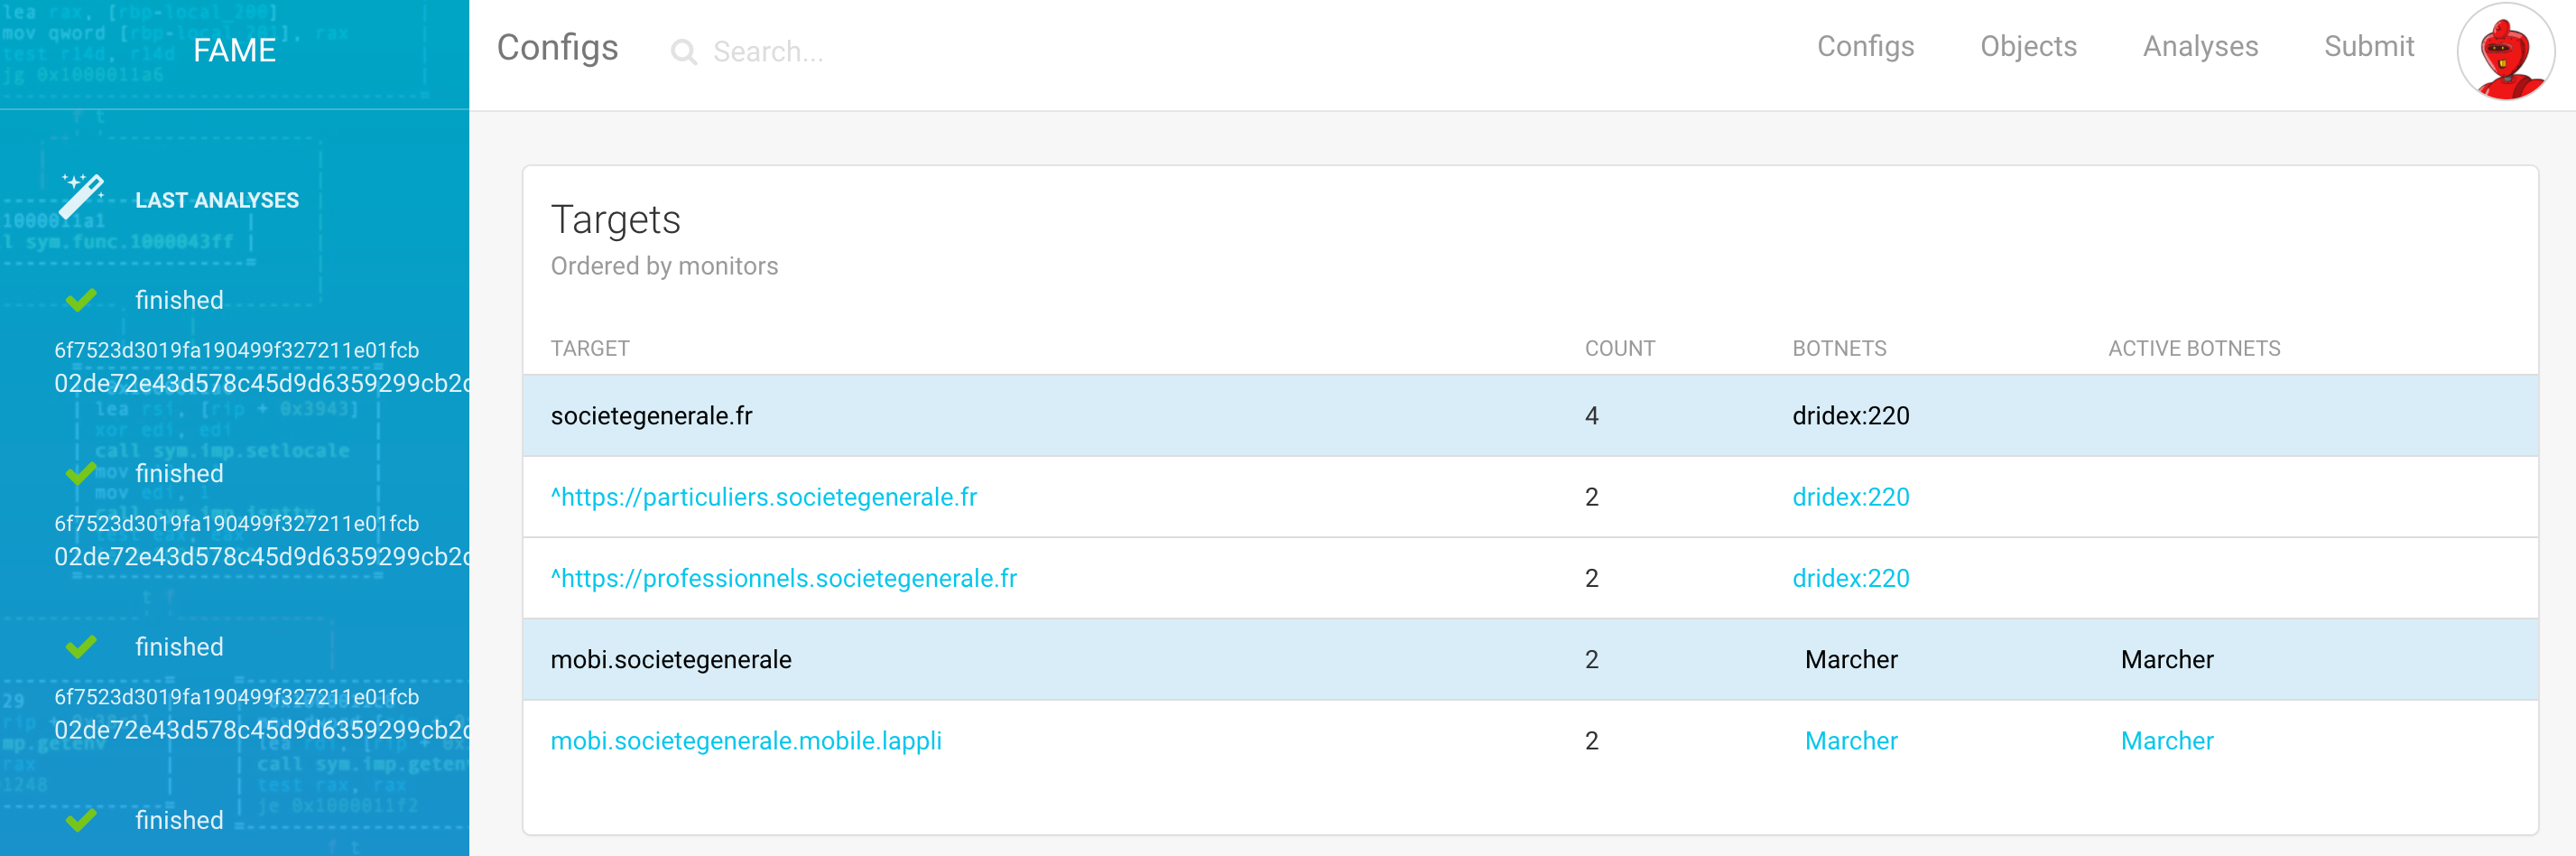 FAME
Configs
Search...
Configs
Objects
Analyses
Submit
LAST ANALYSES
finished
6f7523d3019fa190499f327211e01fcb
02de72e43d578c45d9d6359299cb2c
finished
6f7523d3019fa190499f327211e01fcb
02de72e43d578c45d9d6359299cb2c
finished
6f7523d3019fa190499f327211e01fcb
02de72e43d578c45d9d6359299cb2c
finished
Targets
Ordered by monitors
TARGET COUNT BOTNETS ACTIVE BOTNETS
societegenerale.fr 4 dridex:220
^https://particuliers.societegenerale.fr 2 dridex:220
^https://professionnels.societegenerale.fr 2 dridex:220
mobi.societegenerale 2 Marcher Marcher
mobi.societegenerale.mobile.lappli 2 Marcher Marcher